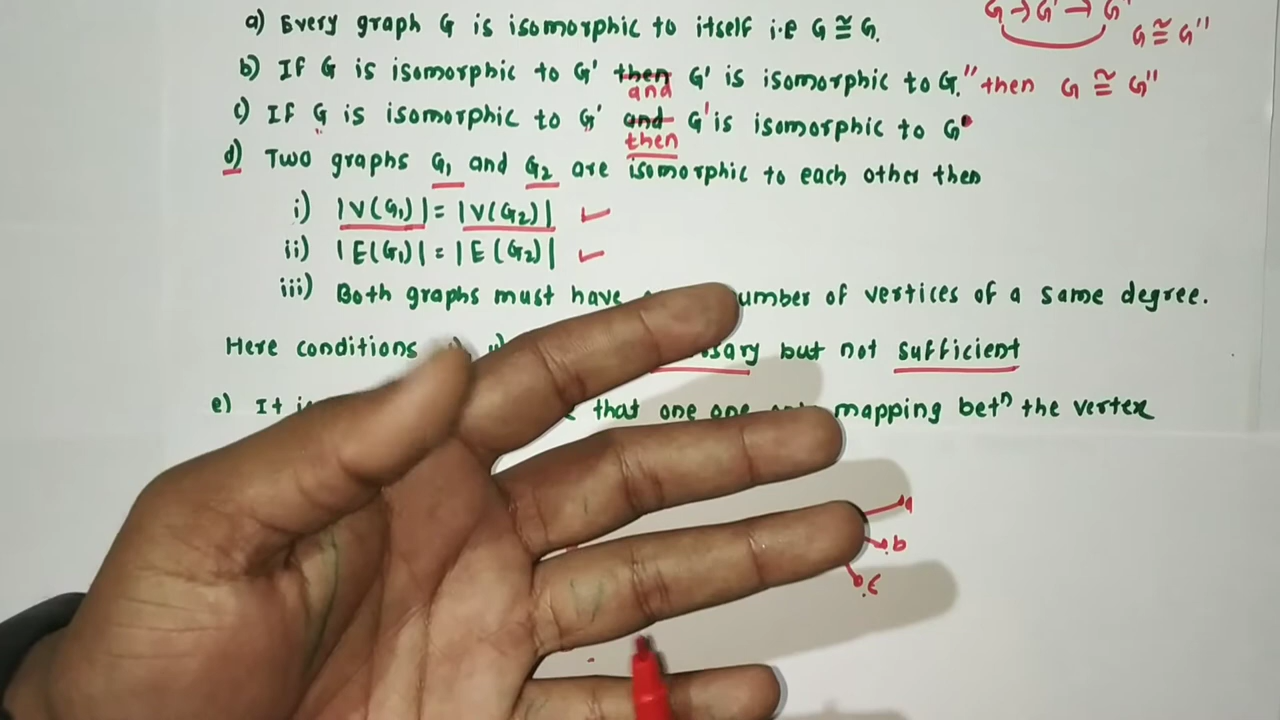 G → G' → G"
a) Every graph G is isomorphic to itself i.e G ≅ G.
G ≅ G"
b) If G is isomorphic to G' then and G' is isomorphic to G." then G ≅ G"
c) If G is isomorphic to G' and then G' is isomorphic to G
d) Two graphs G1 and G2 are isomorphic to each other then
i) |V(G1)| = |V(G2)| ✓
ii) |E(G1)| = |E(G2)| ✓
iii) Both graphs must have umber of vertices of a same degree.
Here conditions but not sufficient
e) It that one one mapping betn the vertex
b
c